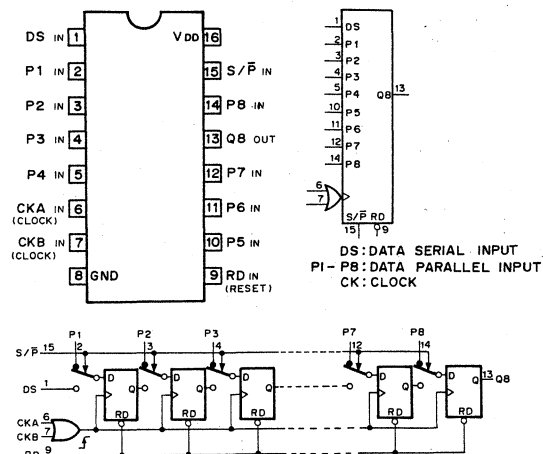 DS IN 1
VDD 16
P1 IN 2
15 S/P̅ IN
P2 IN 3
14 P8 IN
P3 IN 4
13 Q8 OUT
P4 IN 5
12 P7 IN
CKA IN 6
(CLOCK)
11 P6 IN
CKB IN 7
(CLOCK)
10 P5 IN
8 GND
9 RD IN
(RESET)
1 DS
2 P1
3 P2
4 P3
5 P4
Q8 13
10 P5
11 P6
12 P7
14 P8
6
7
S/P̅ RD
15 9
DS: DATA SERIAL INPUT
P1-P8: DATA PARALLEL INPUT
CK: CLOCK
P1 P2 P3 P7 P8
S/P̅ 15 2 3 4 12 14
D Q D Q D Q D Q D Q 13 Q8
DS 1
CKA 6
CKB 7
RD RD RD RD RD
RD 9